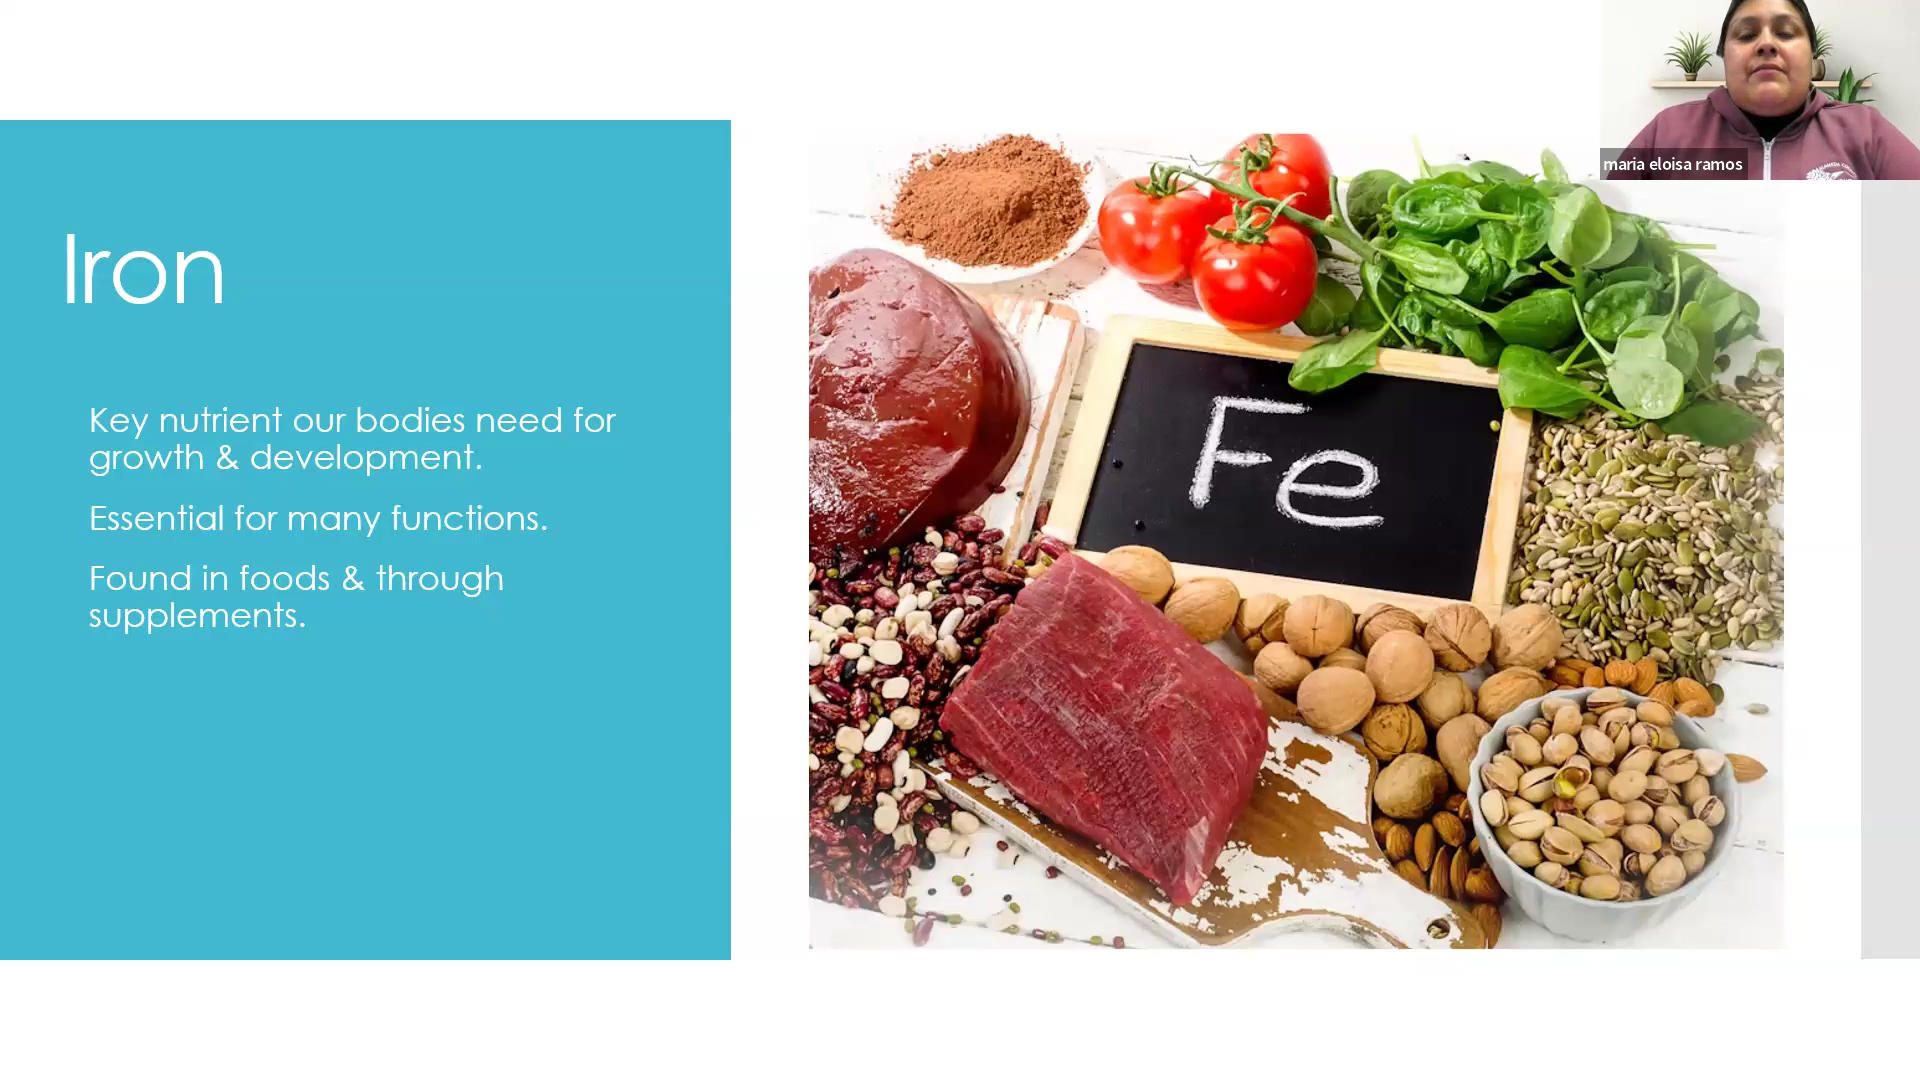 maria eloisa ramos
Iron
Key nutrient our bodies need for
growth & development.
Essential for many functions.
Found in foods & through
supplements.
Fe